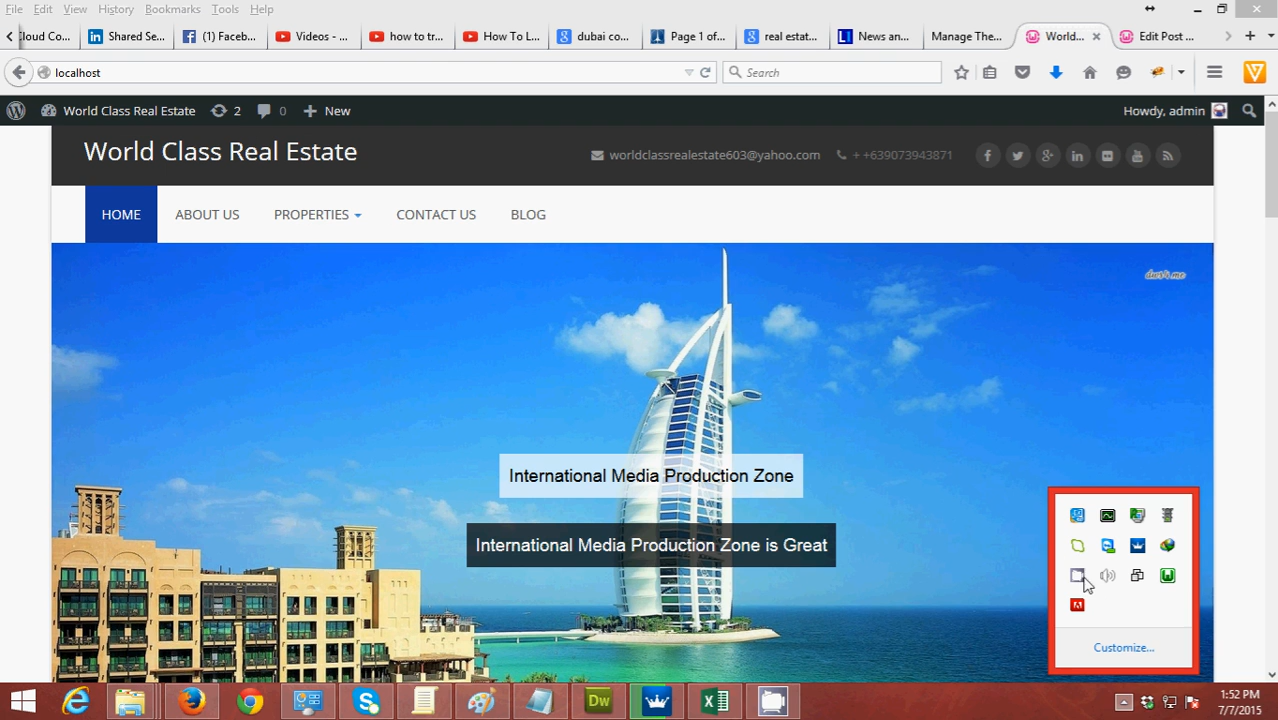 File Edit View History Bookmarks Tools Help
Cloud Co... Shared Se... (1) Faceb... Videos - ... how to tr... How To L... dubai co... Page 1 of... real estat... News an... Manage The... World... Edit Post ...
localhost Search
World Class Real Estate 2 0 New Howdy, admin
World Class Real Estate worldclassrealestate603@yahoo.com + +639073943871
HOME ABOUT US PROPERTIES CONTACT US BLOG
International Media Production Zone
International Media Production Zone is Great
Customize...
1:52 PM
7/7/2015